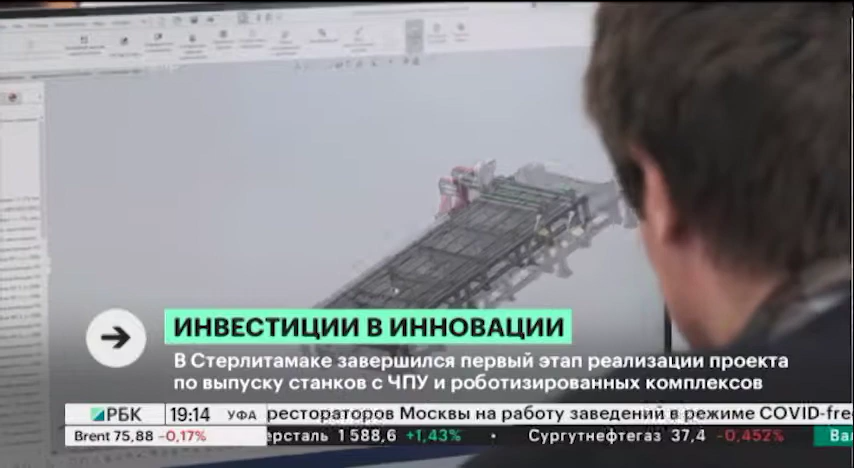 ИНВЕСТИЦИИ В ИННОВАЦИИ
В Стерлитамаке завершился первый этап реализации проекта
по выпуску станков с ЧПУ и роботизированных комплексов
РБК 19:14 УФА рестораторов Москвы на работу заведений в режиме COVID-fre
Brent 75,88 -0,17% ерсталь 1 588,6 +1,43% • Сургутнефтегаз 37,4 -0,452% Ва